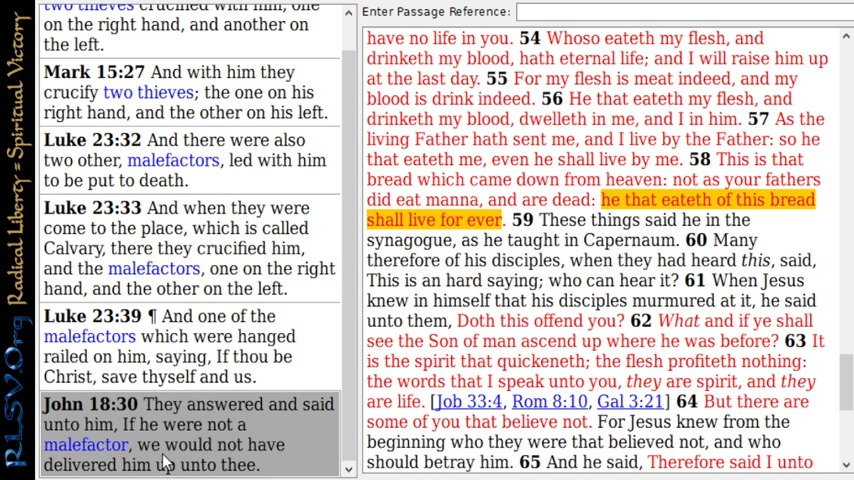 RLSV.Org Radical Liberty = Spiritual Victory
two thieves crucified with him, one
on the right hand, and another on
the left.
Mark 15:27 And with him they
crucify two thieves; the one on his
right hand, and the other on his left.
Luke 23:32 And there were also
two other, malefactors, led with him
to be put to death.
Luke 23:33 And when they were
come to the place, which is called
Calvary, there they crucified him,
and the malefactors, one on the right
hand, and the other on the left.
Luke 23:39 ¶ And one of the
malefactors which were hanged
railed on him, saying, If thou be
Christ, save thyself and us.
John 18:30 They answered and said
unto him, If he were not a
malefactor, we would not have
delivered him up unto thee.
Enter Passage Reference:
have no life in you. 54 Whoso eateth my flesh, and
drinketh my blood, hath eternal life; and I will raise him up
at the last day. 55 For my flesh is meat indeed, and my
blood is drink indeed. 56 He that eateth my flesh, and
drinketh my blood, dwelleth in me, and I in him. 57 As the
living Father hath sent me, and I live by the Father: so he
that eateth me, even he shall live by me. 58 This is that
bread which came down from heaven: not as your fathers
did eat manna, and are dead: he that eateth of this bread
shall live for ever. 59 These things said he in the
synagogue, as he taught in Capernaum. 60 Many
therefore of his disciples, when they had heard this, said,
This is an hard saying; who can hear it? 61 When Jesus
knew in himself that his disciples murmured at it, he said
unto them, Doth this offend you? 62 What and if ye shall
see the Son of man ascend up where he was before? 63 It
is the spirit that quickeneth; the flesh profiteth nothing:
the words that I speak unto you, they are spirit, and they
are life. [Job 33:4, Rom 8:10, Gal 3:21] 64 But there are
some of you that believe not. For Jesus knew from the
beginning who they were that believed not, and who
should betray him. 65 And he said, Therefore said I unto